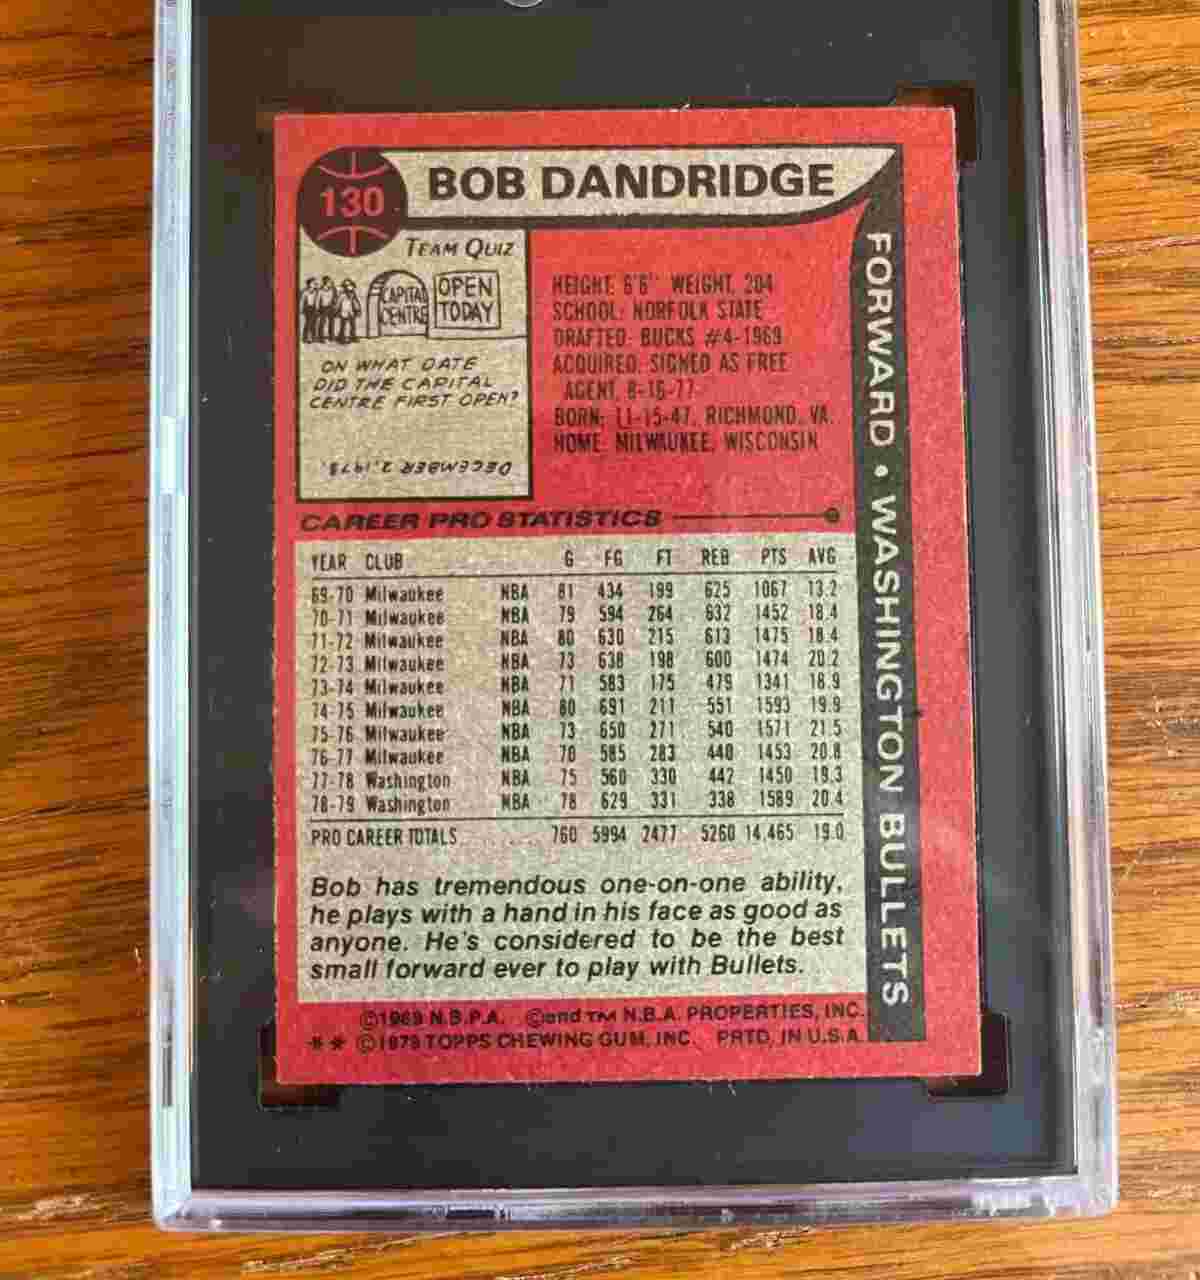 130
BOB DANDRIDGE
FORWARD • WASHINGTON BULLETS
TEAM QUIZ
CAPITAL
CENTRE
OPEN
TODAY
ON WHAT DATE
DID THE CAPITAL
CENTRE FIRST OPEN?
DECEMBER 2, 1973.
HEIGHT: 6'6" WEIGHT: 204
SCHOOL: NORFOLK STATE
DRAFTED: BUCKS #4-1969
ACQUIRED: SIGNED AS FREE
AGENT, 8-16-77
BORN: 11-15-47, RICHMOND, VA.
HOME: MILWAUKEE, WISCONSIN
CAREER PRO STATISTICS
YEAR CLUB G FG FT REB PTS AVG
69-70 Milwaukee NBA 81 434 199 625 1067 13.2
70-71 Milwaukee NBA 79 594 264 632 1452 18.4
71-72 Milwaukee NBA 80 630 215 613 1475 18.4
72-73 Milwaukee NBA 73 638 198 600 1474 20.2
73-74 Milwaukee NBA 71 583 175 479 1341 18.9
74-75 Milwaukee NBA 80 691 211 551 1593 19.9
75-76 Milwaukee NBA 73 650 271 540 1571 21.5
76-77 Milwaukee NBA 70 585 283 440 1453 20.8
77-78 Washington NBA 75 560 330 442 1450 19.3
78-79 Washington NBA 78 629 331 338 1589 20.4
PRO CAREER TOTALS .... 760 5994 2477 5260 14,465 19.0
Bob has tremendous one-on-one ability,
he plays with a hand in his face as good as
anyone. He's considered to be the best
small forward ever to play with Bullets.
©1969 N.B.P.A. ©and TM N.B.A. PROPERTIES, INC.
** ©1979 TOPPS CHEWING GUM, INC. PRTD. IN U.S.A.